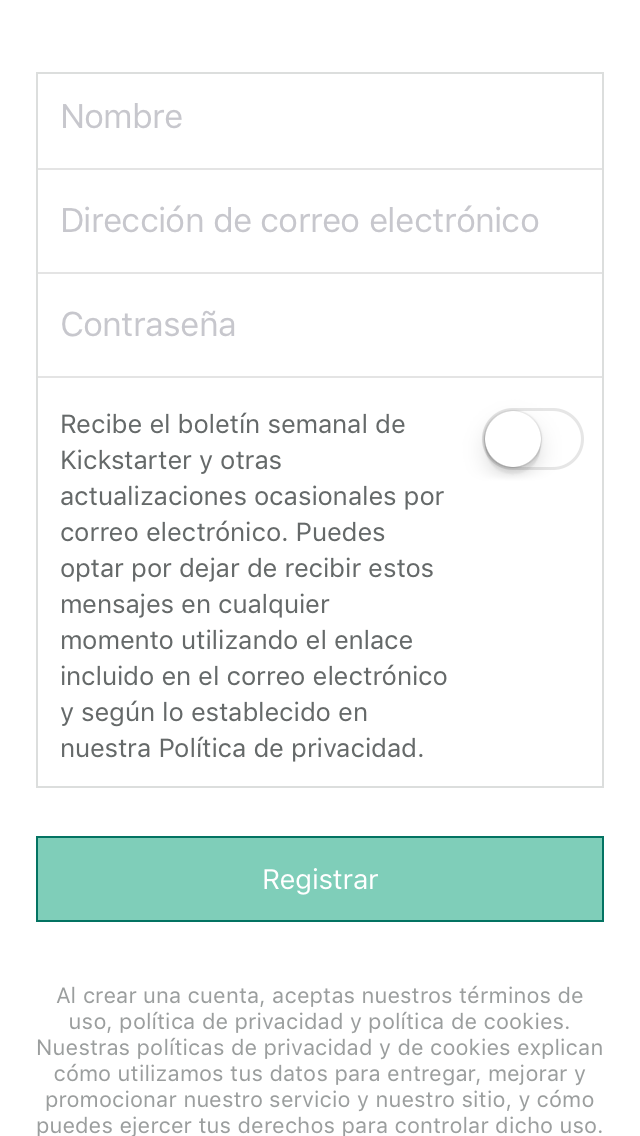 Nombre
Dirección de correo electrónico
Contraseña
Recibe el boletín semanal de
Kickstarter y otras
actualizaciones ocasionales por
correo electrónico. Puedes
optar por dejar de recibir estos
mensajes en cualquier
momento utilizando el enlace
incluido en el correo electrónico
y según lo establecido en
nuestra Política de privacidad.
Registrar
Al crear una cuenta, aceptas nuestros términos de
uso, política de privacidad y política de cookies.
Nuestras políticas de privacidad y de cookies explican
cómo utilizamos tus datos para entregar, mejorar y
promocionar nuestro servicio y nuestro sitio, y cómo
puedes ejercer tus derechos para controlar dicho uso.